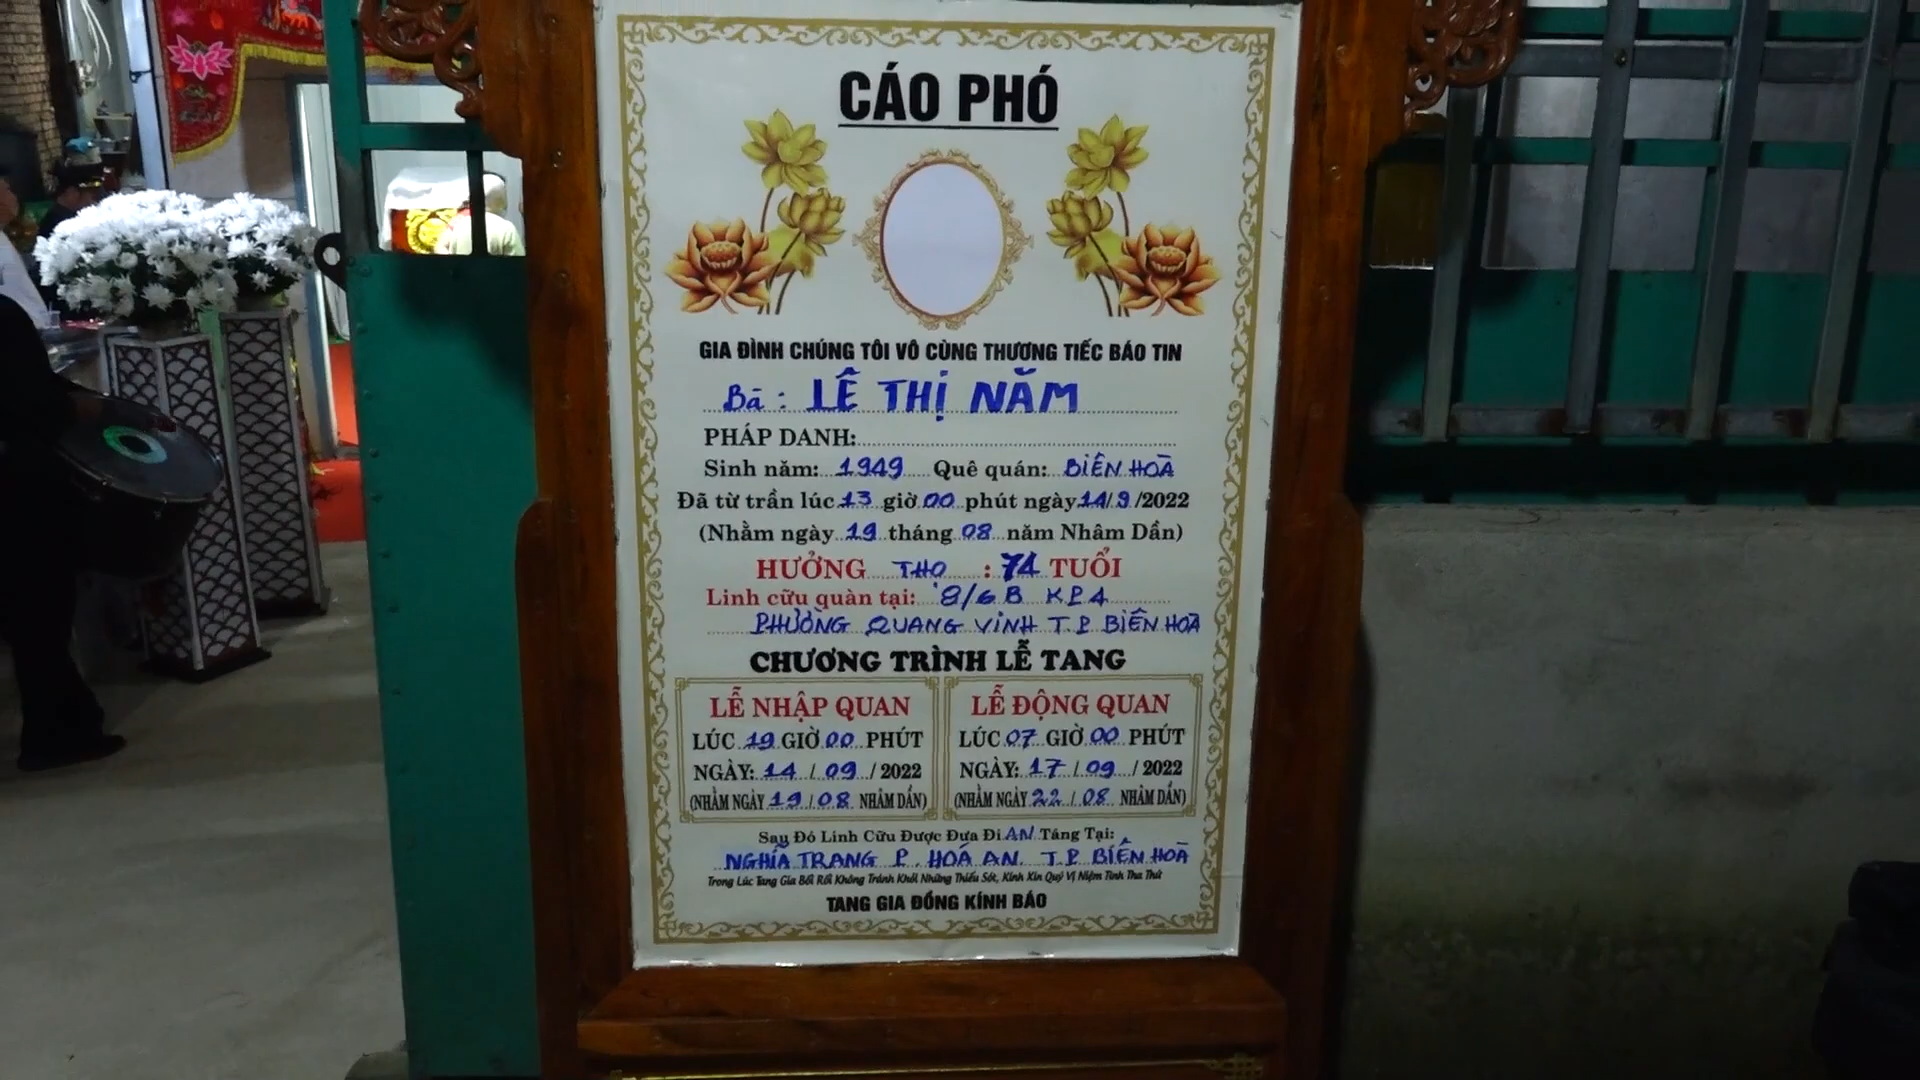 CÁO PHÓ
GIA ĐÌNH CHÚNG TÔI VÔ CÙNG THƯƠNG TIẾC BÁO TIN
Bà : LÊ THỊ NĂM
PHÁP DANH:
Sinh năm: 1949 Quê quán: BIÊN HOÀ
Đã từ trần lúc 13 giờ 00 phút ngày 14/9 /2022
(Nhằm ngày 19 tháng 08 năm Nhâm Dần)
HƯỞNG THỌ : 74 TUỔI
Linh cữu quàn tại: 8/6B KP4
PHƯỜNG QUANG VINH T.P BIÊN HOÀ
CHƯƠNG TRÌNH LỄ TANG
LỄ NHẬP QUAN
LÚC 19 GIỜ 00 PHÚT
NGÀY: 14 / 09 / 2022
(NHẰM NGÀY 19 / 08 NHÂM DẦN)
LỄ ĐỘNG QUAN
LÚC 07 GIỜ 00 PHÚT
NGÀY: 17 / 09 / 2022
(NHẰM NGÀY 22 / 08 NHÂM DẦN)
Sau Đó Linh Cữu Được Đưa Đi AN Táng Tại:
NGHĨA TRANG P. HOÁ AN. T.P BIÊN HOÀ
Trong Lúc Tang Gia Bối Rối Không Tránh Khỏi Những Thiếu Sót, Kính Xin Quý Vị Niệm Tình Tha Thứ
TANG GIA ĐỒNG KÍNH BÁO